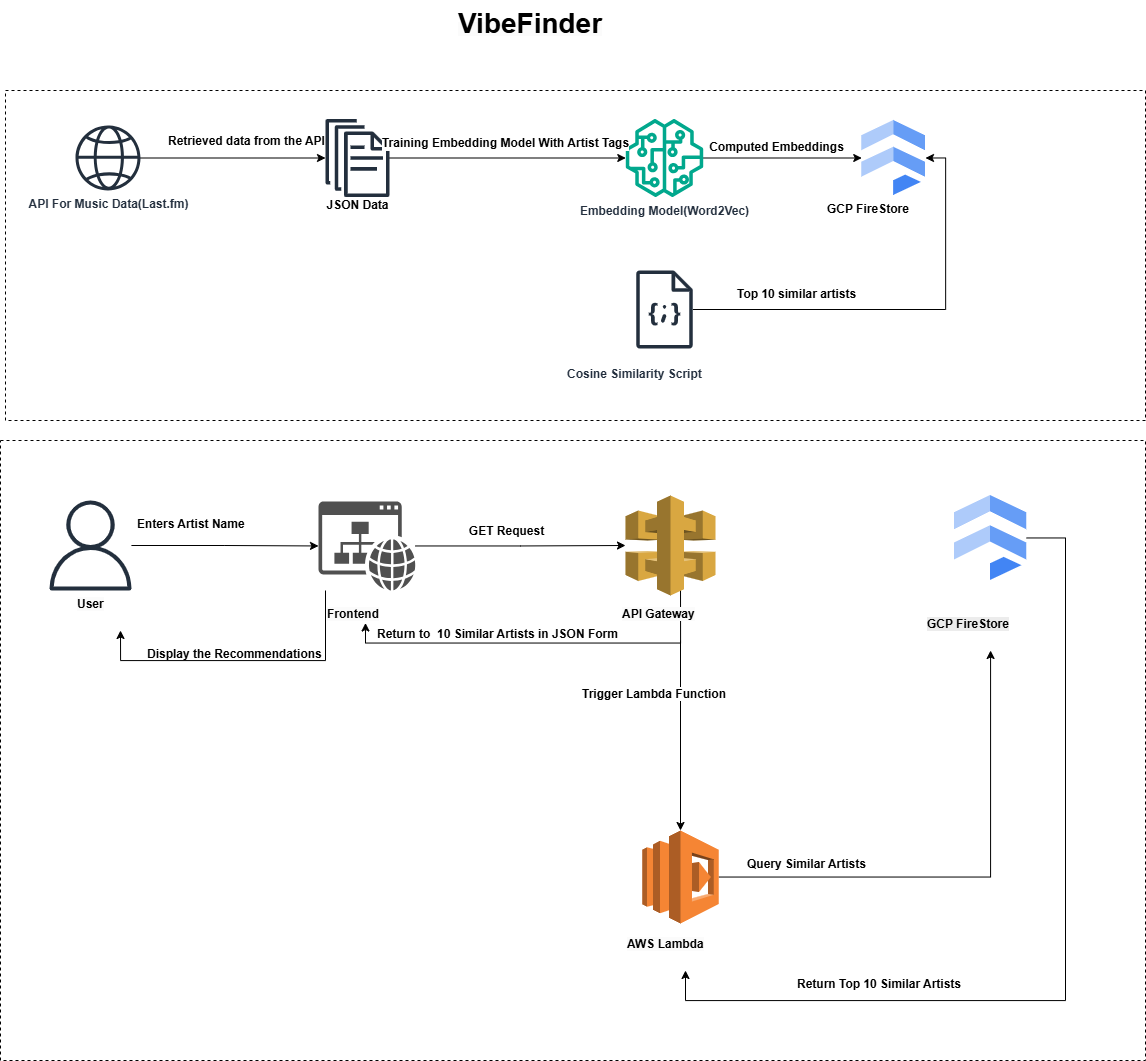 VibeFinder
Retrieved data from the API
Training Embedding Model With Artist Tags
Computed Embeddings
API For Music Data(Last.fm)
JSON Data
Embedding Model(Word2Vec)
GCP FireStore
{;}
Top 10 similar artists
Cosine Similarity Script
Enters Artist Name
GET Request
User
Frontend
API Gateway
GCP FireStore
Return to 10 Similar Artists in JSON Form
Display the Recommendations
Trigger Lambda Function
Query Similar Artists
AWS Lambda
Return Top 10 Similar Artists